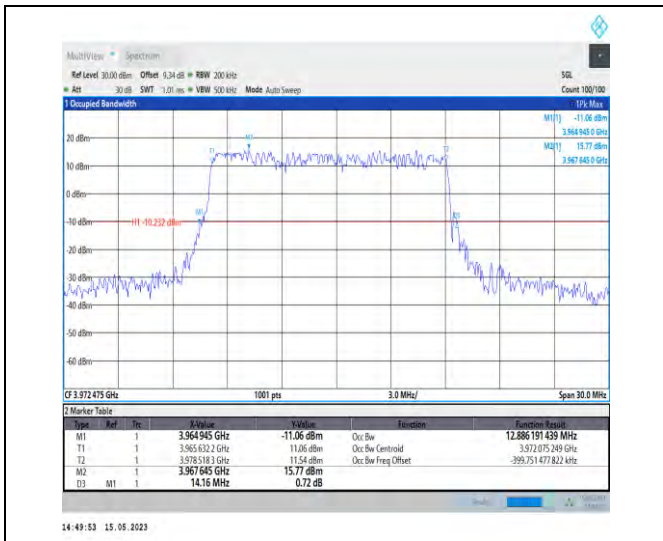 MultiView Spectrum
Ref Level 30.00 dBm Offset 9.34 dB RBW 200 kHz SGL
Att 30 dB SWT 1.01 ms VBW 500 kHz Mode Auto Sweep Count 100/100
1 Occupied Bandwidth 1Pk Max
M1[1] -11.06 dBm
3.964 945 0 GHz
M2[1] 15.77 dBm
3.967 645 0 GHz
20 dBm
M2
T1 T2
10 dBm
0 dBm
M1 D3
-10 dBm H1 -10.232 dBm
-20 dBm
-30 dBm
-40 dBm
-50 dBm
-60 dBm
CF 3.972 475 GHz 1001 pts 3.0 MHz/ Span 30.0 MHz
2 Marker Table
Type Ref Trc X-Value Y-Value Function Function Result
M1 1 3.964 945 GHz -11.06 dBm Occ Bw 12.886 191 439 MHz
T1 1 3.965 632 2 GHz 11.06 dBm Occ Bw Centroid 3.972 075 249 GHz
T2 1 3.978 518 3 GHz 11.54 dBm Occ Bw Freq Offset -399.751 477 822 kHz
M2 1 3.967 645 GHz 15.77 dBm
D3 M1 1 14.16 MHz 0.72 dB
14:49:53 15.05.2023